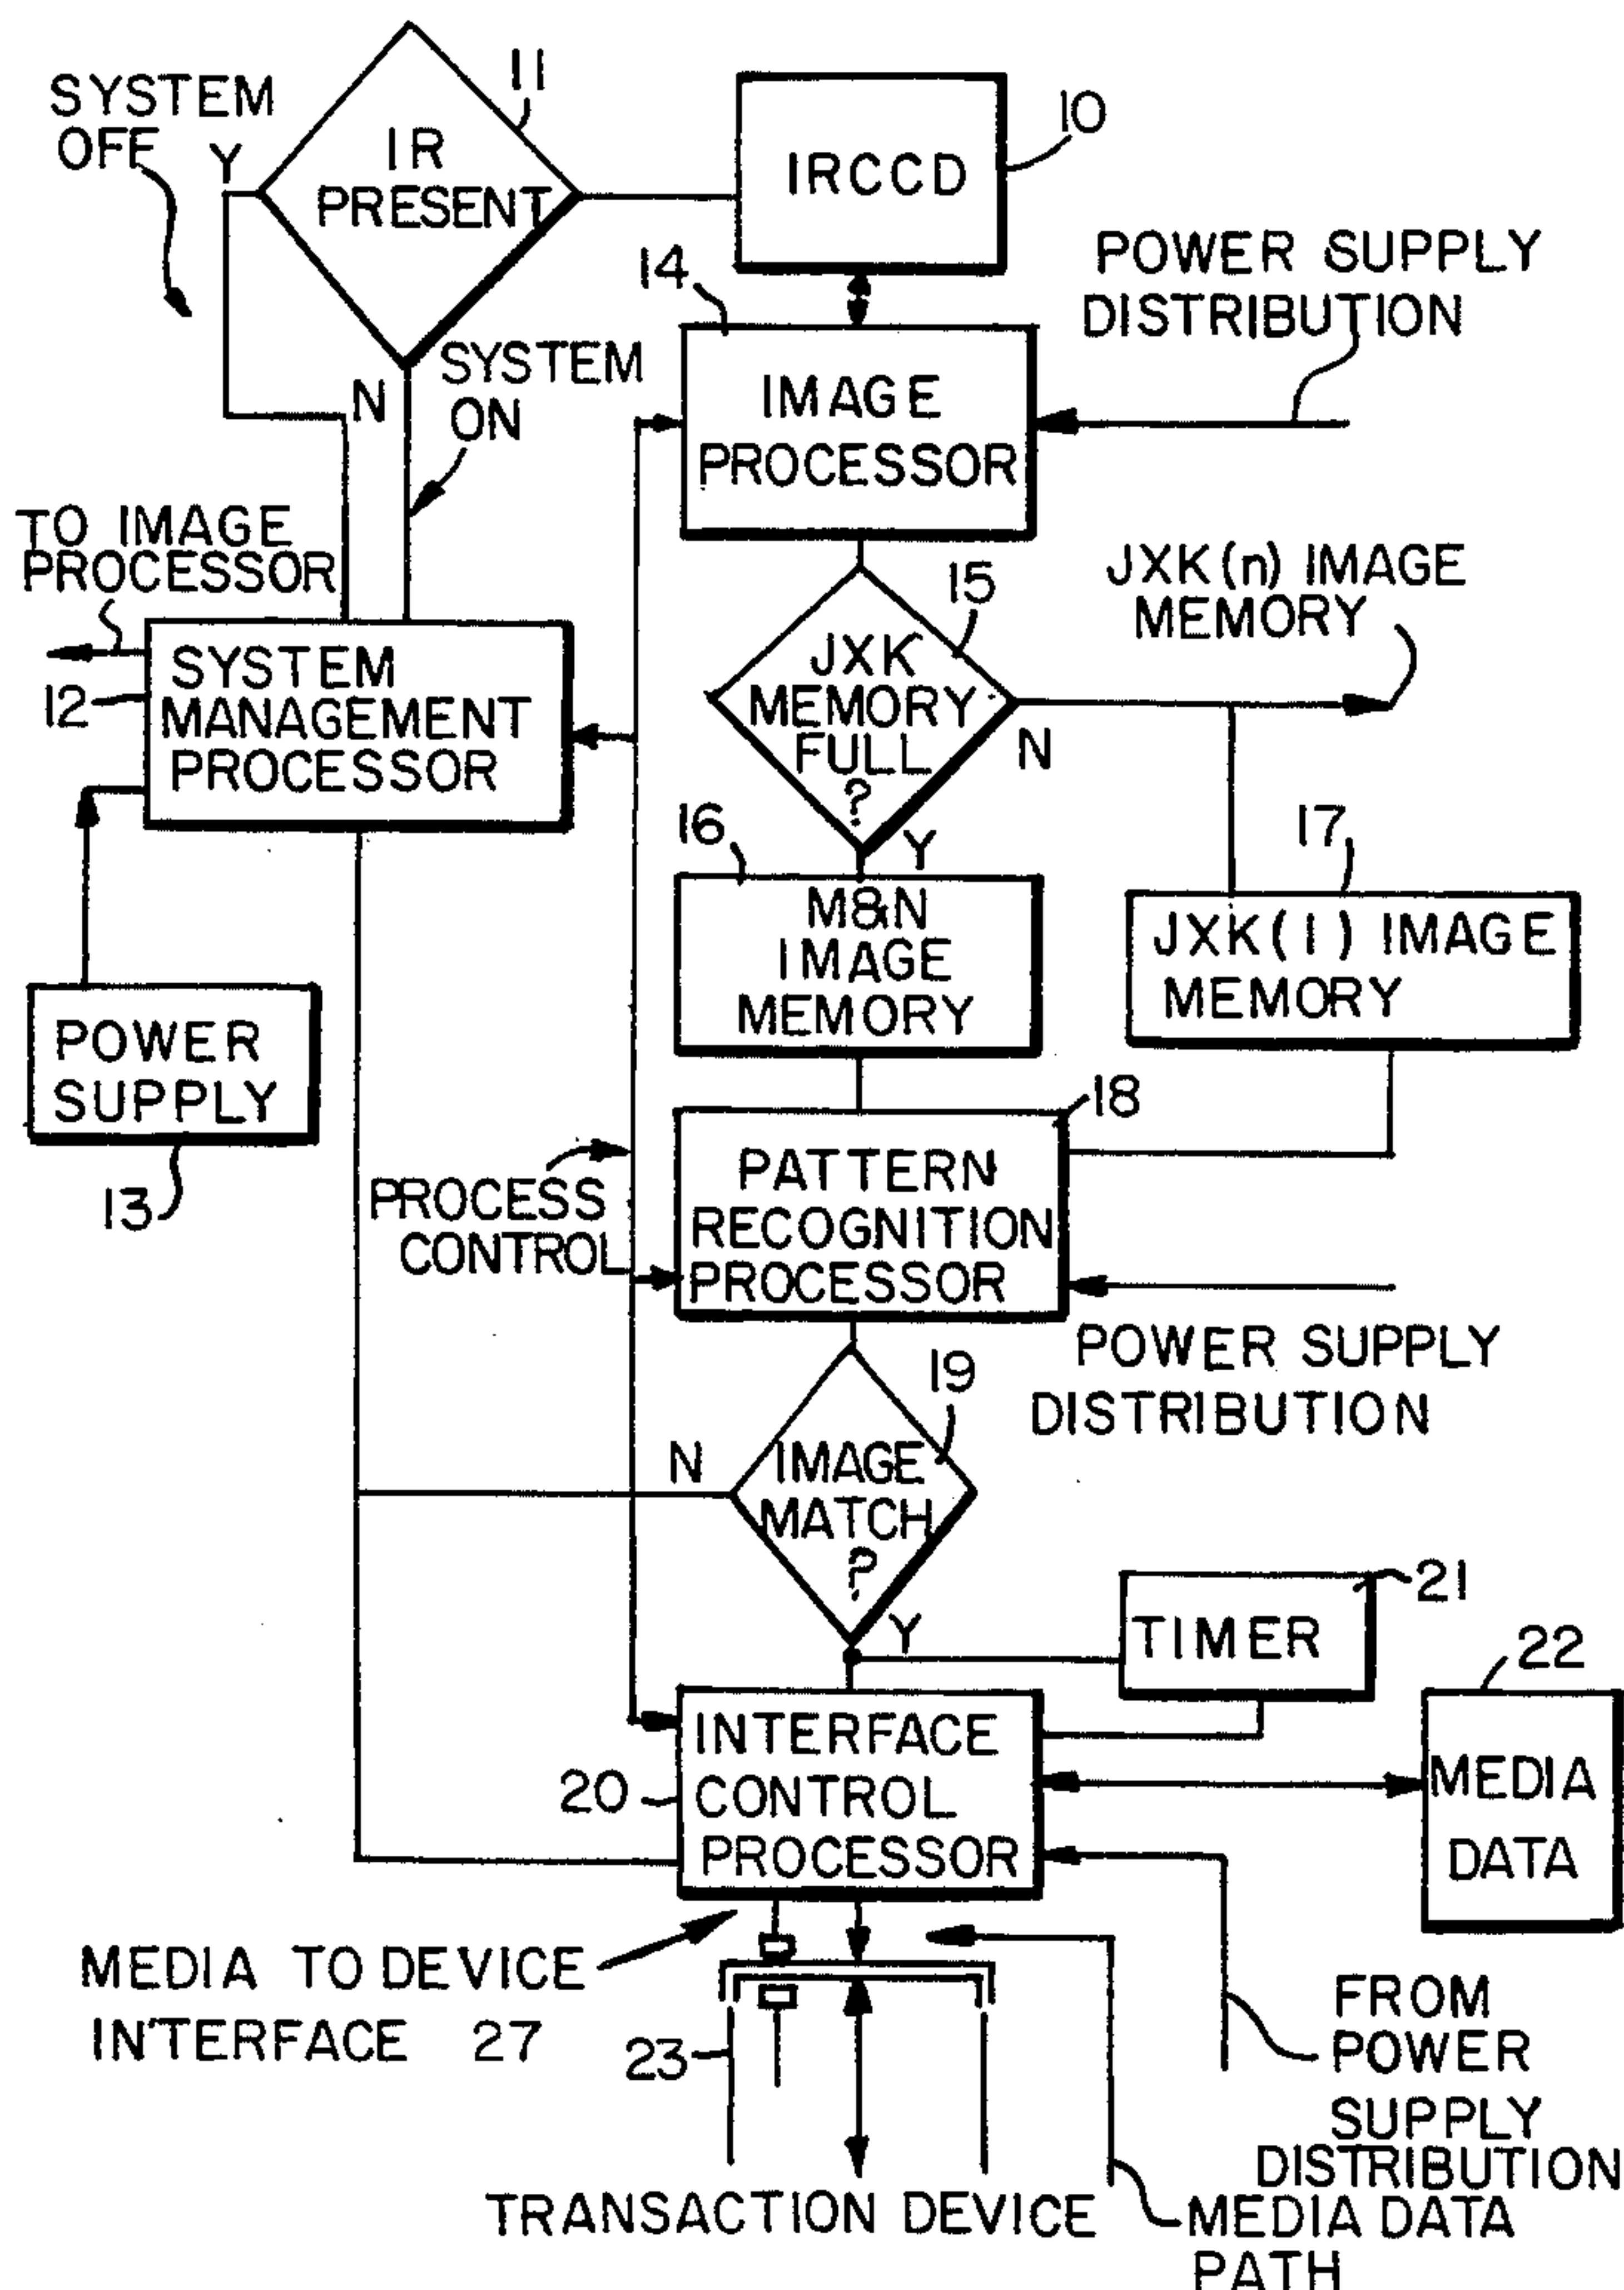 SYSTEM
OFF
Y
11
IR
PRESENT
IRCCD
10
14
POWER SUPPLY
DISTRIBUTION
N
SYSTEM
ON
IMAGE
PROCESSOR
TO IMAGE
PROCESSOR
15
JXK(n) IMAGE
MEMORY
12
SYSTEM
MANAGEMENT
PROCESSOR
JXK
MEMORY
FULL
?
N
16
Y
17
M&N
IMAGE
MEMORY
JXK(1) IMAGE
MEMORY
POWER
SUPPLY
13
18
PROCESS
CONTROL
PATTERN
RECOGNITION
PROCESSOR
POWER SUPPLY
DISTRIBUTION
19
N
IMAGE
MATCH
?
Y
TIMER
21
22
20
INTERFACE
CONTROL
PROCESSOR
MEDIA
DATA
MEDIA TO DEVICE
INTERFACE 27
23
FROM
POWER
SUPPLY
DISTRIBUTION
TRANSACTION DEVICE
MEDIA DATA
PATH